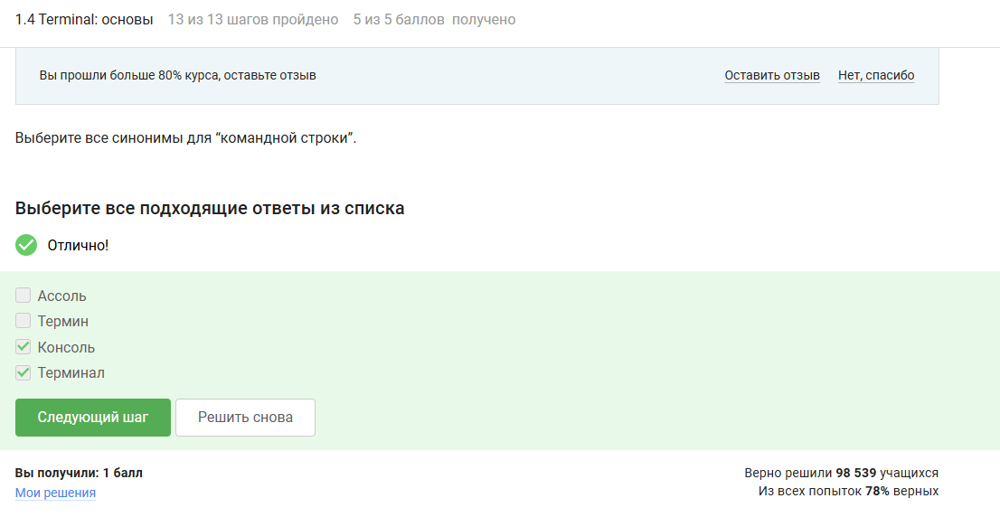 1.4 Terminal: основы 13 из 13 шагов пройдено 5 из 5 баллов получено
Вы прошли больше 80% курса, оставьте отзыв Оставить отзыв Нет, спасибо
Выберите все синонимы для “командной строки”.
Выберите все подходящие ответы из списка
Отлично!
Ассоль
Термин
Консоль
Терминал
Следующий шаг Решить снова
Вы получили: 1 балл
Мои решения
Верно решили 98 539 учащихся
Из всех попыток 78% верных